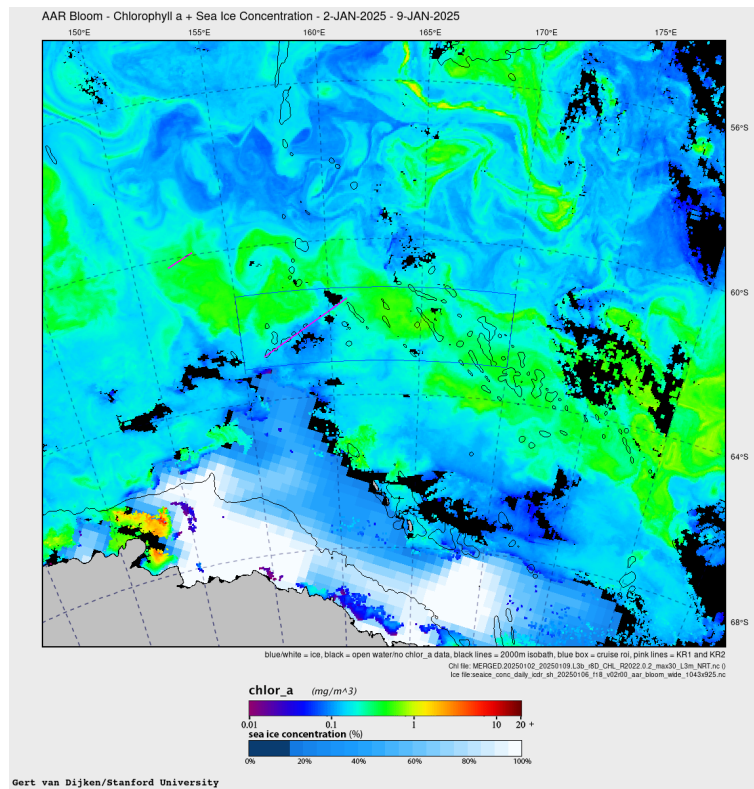 AAR Bloom - Chlorophyll a + Sea Ice Concentration - 2-JAN-2025 - 9-JAN-2025
150°E 155°E 160°E 165°E 170°E 175°E
56°S
60°S
64°S
68°S
blue/white = ice, black = open water/no chlor_a data, black lines = 2000m isobath, blue box = cruise roi, pink lines = KR1 and KR2
Chl file: MERGED.20250102_20250109.L3b_r8D_CHL_R2022.0.2_max30_L3m_NRT.nc ()
Ice file:seaice_conc_daily_icdr_sh_20250106_f18_v02r00_aar_bloom_wide_1043x925.nc
chlor_a (mg/m^3)
0.01 0.1 1 10 20 +
sea ice concentration (%)
0% 20% 40% 60% 80% 100%
Gert van Dijken/Stanford University